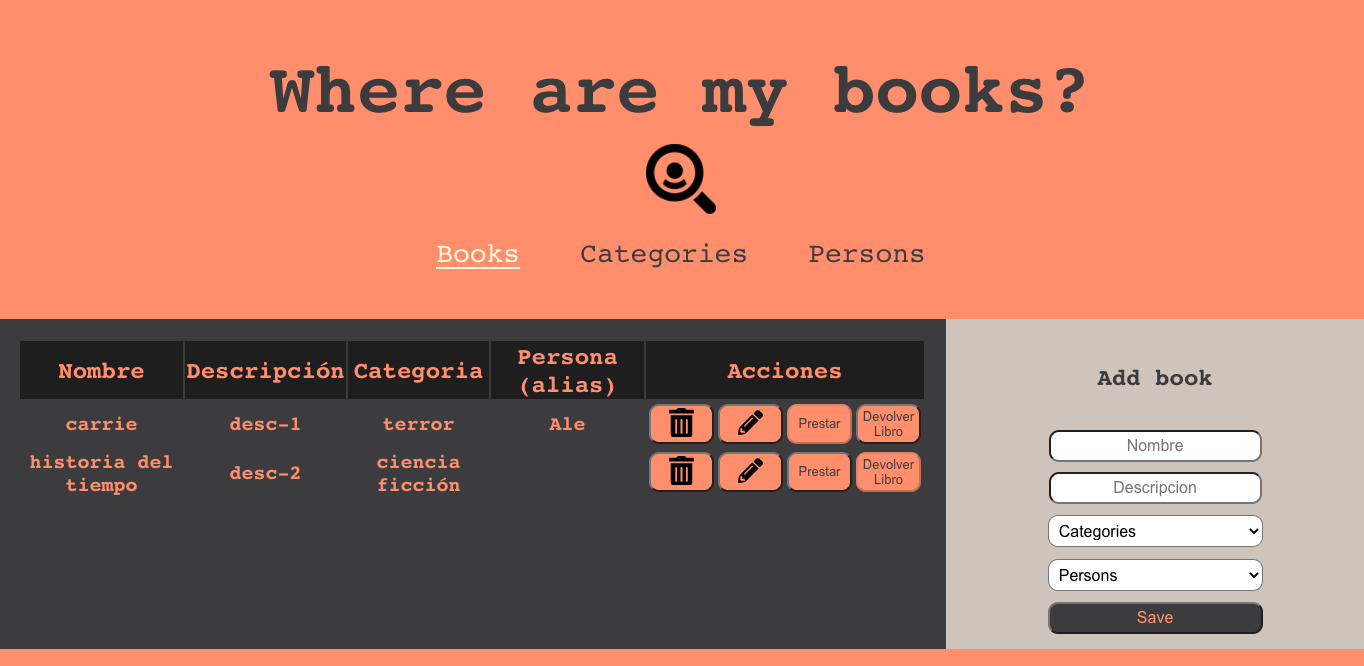 Where are my books?
Books Categories Persons
Nombre Descripción Categoria Persona (alias) Acciones
carrie desc-1 terror Ale Prestar Devolver Libro
historia del tiempo desc-2 ciencia ficción Prestar Devolver Libro
Add book
Nombre
Descripcion
Categories
Persons
Save